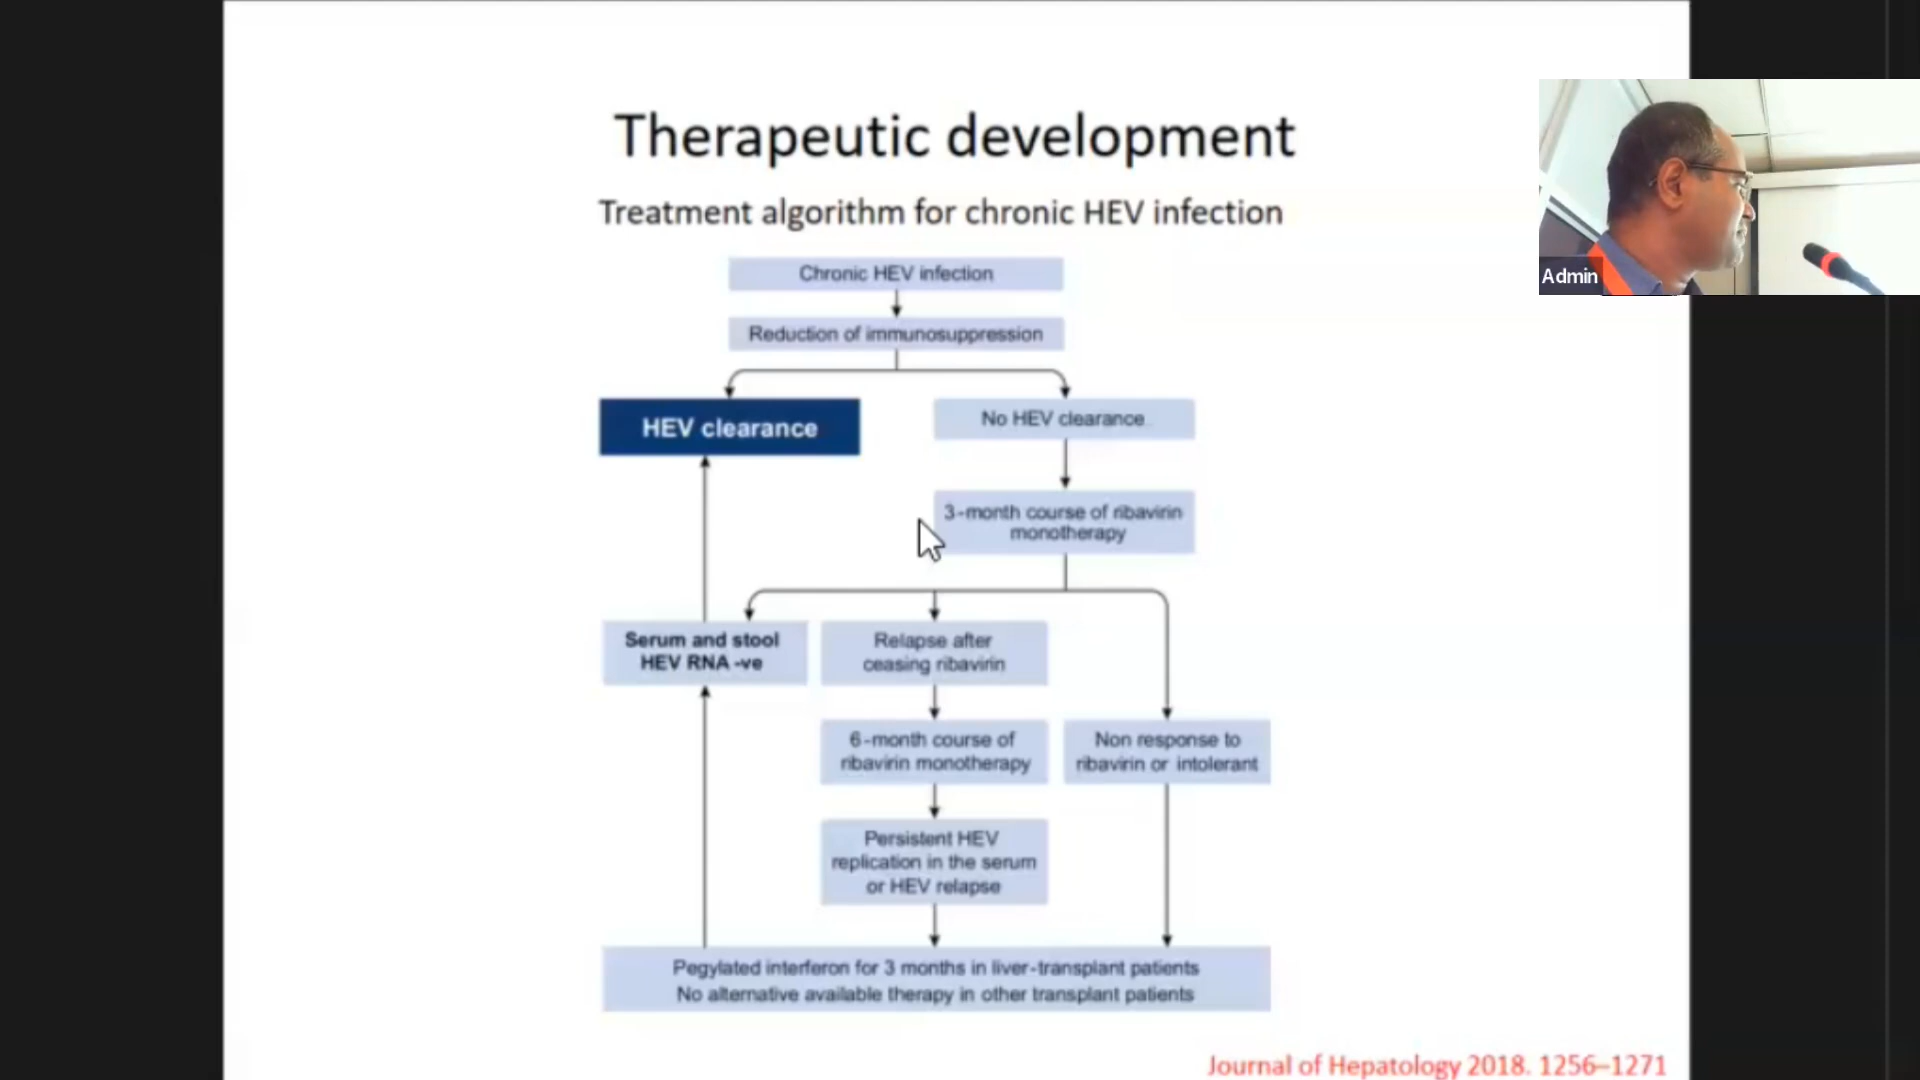 Therapeutic development
Treatment algorithm for chronic HEV infection
Chronic HEV infection
Reduction of immunosuppression
HEV clearance
No HEV clearance
3-month course of ribavirin
monotherapy
Serum and stool
HEV RNA -ve
Relapse after
ceasing ribavirin
6-month course of
ribavirin monotherapy
Non response to
ribavirin or intolerant
Persistent HEV
replication in the serum
or HEV relapse
Pegylated interferon for 3 months in liver-transplant patients
No alternative available therapy in other transplant patients
Journal of Hepatology 2018. 1256–1271
Admin